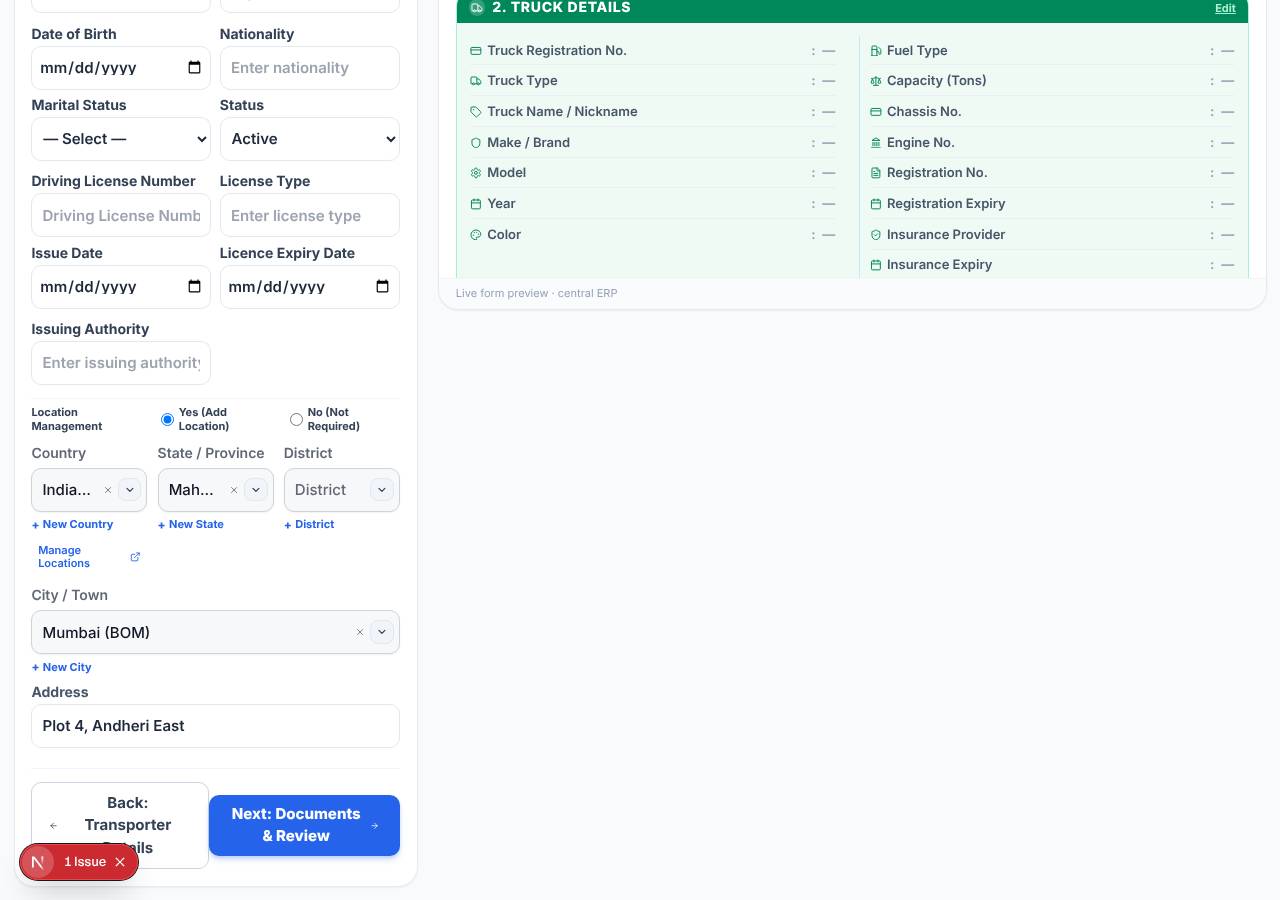 Date of Birth
Nationality
mm/dd/yyyy
Enter nationality
Marital Status
Status
— Select —
Active
Driving License Number
License Type
Driving License Numb
Enter license type
Issue Date
Licence Expiry Date
mm/dd/yyyy
mm/dd/yyyy
Issuing Authority
Enter issuing authority
Location
Management
Yes (Add
Location)
No (Not
Required)
Country
State / Province
District
India...
Mah...
District
+ New Country
+ New State
+ District
Manage
Locations
City / Town
Mumbai (BOM)
+ New City
Address
Plot 4, Andheri East
Back:
Transporter
Next: Documents
& Review
1 Issue
2. TRUCK DETAILS
Edit
Truck Registration No. : —
Truck Type : —
Truck Name / Nickname : —
Make / Brand : —
Model : —
Year : —
Color : —
Fuel Type : —
Capacity (Tons) : —
Chassis No. : —
Engine No. : —
Registration No. : —
Registration Expiry : —
Insurance Provider : —
Insurance Expiry : —
Live form preview · central ERP